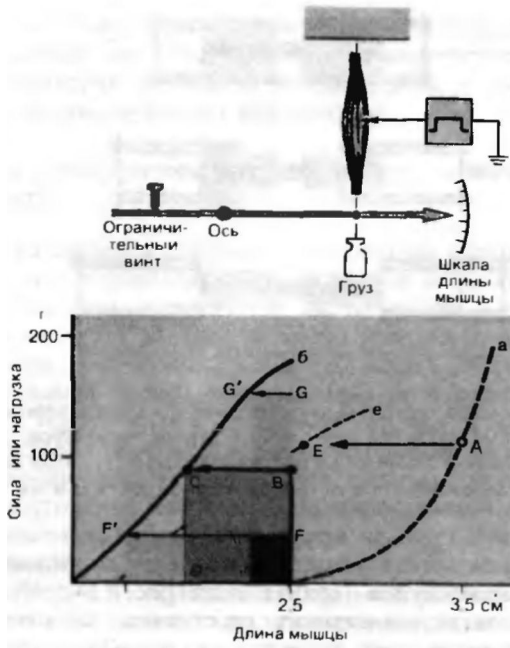 Ограничи-
тельный
винт
Ось
Груз
Шкала
длины
мышцы
г
200
б
а
G'
G
е
E
A
100
C
B
F'
F
Сила или нагрузка
2.5
3.5 см
Длина мышцы